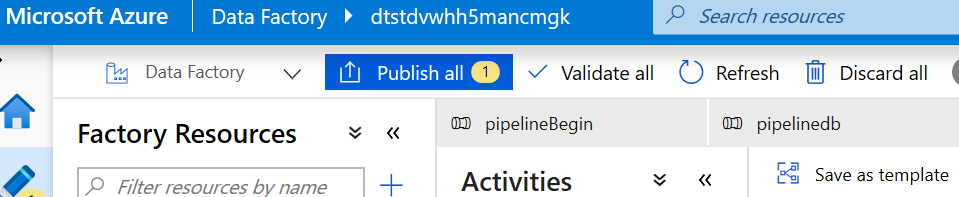 Microsoft Azure Data Factory dtstdvwhh5mancmgk Search resources
Data Factory Publish all 1 Validate all Refresh Discard all
Factory Resources pipelineBegin pipelinedb
Filter resources by name Activities Save as template